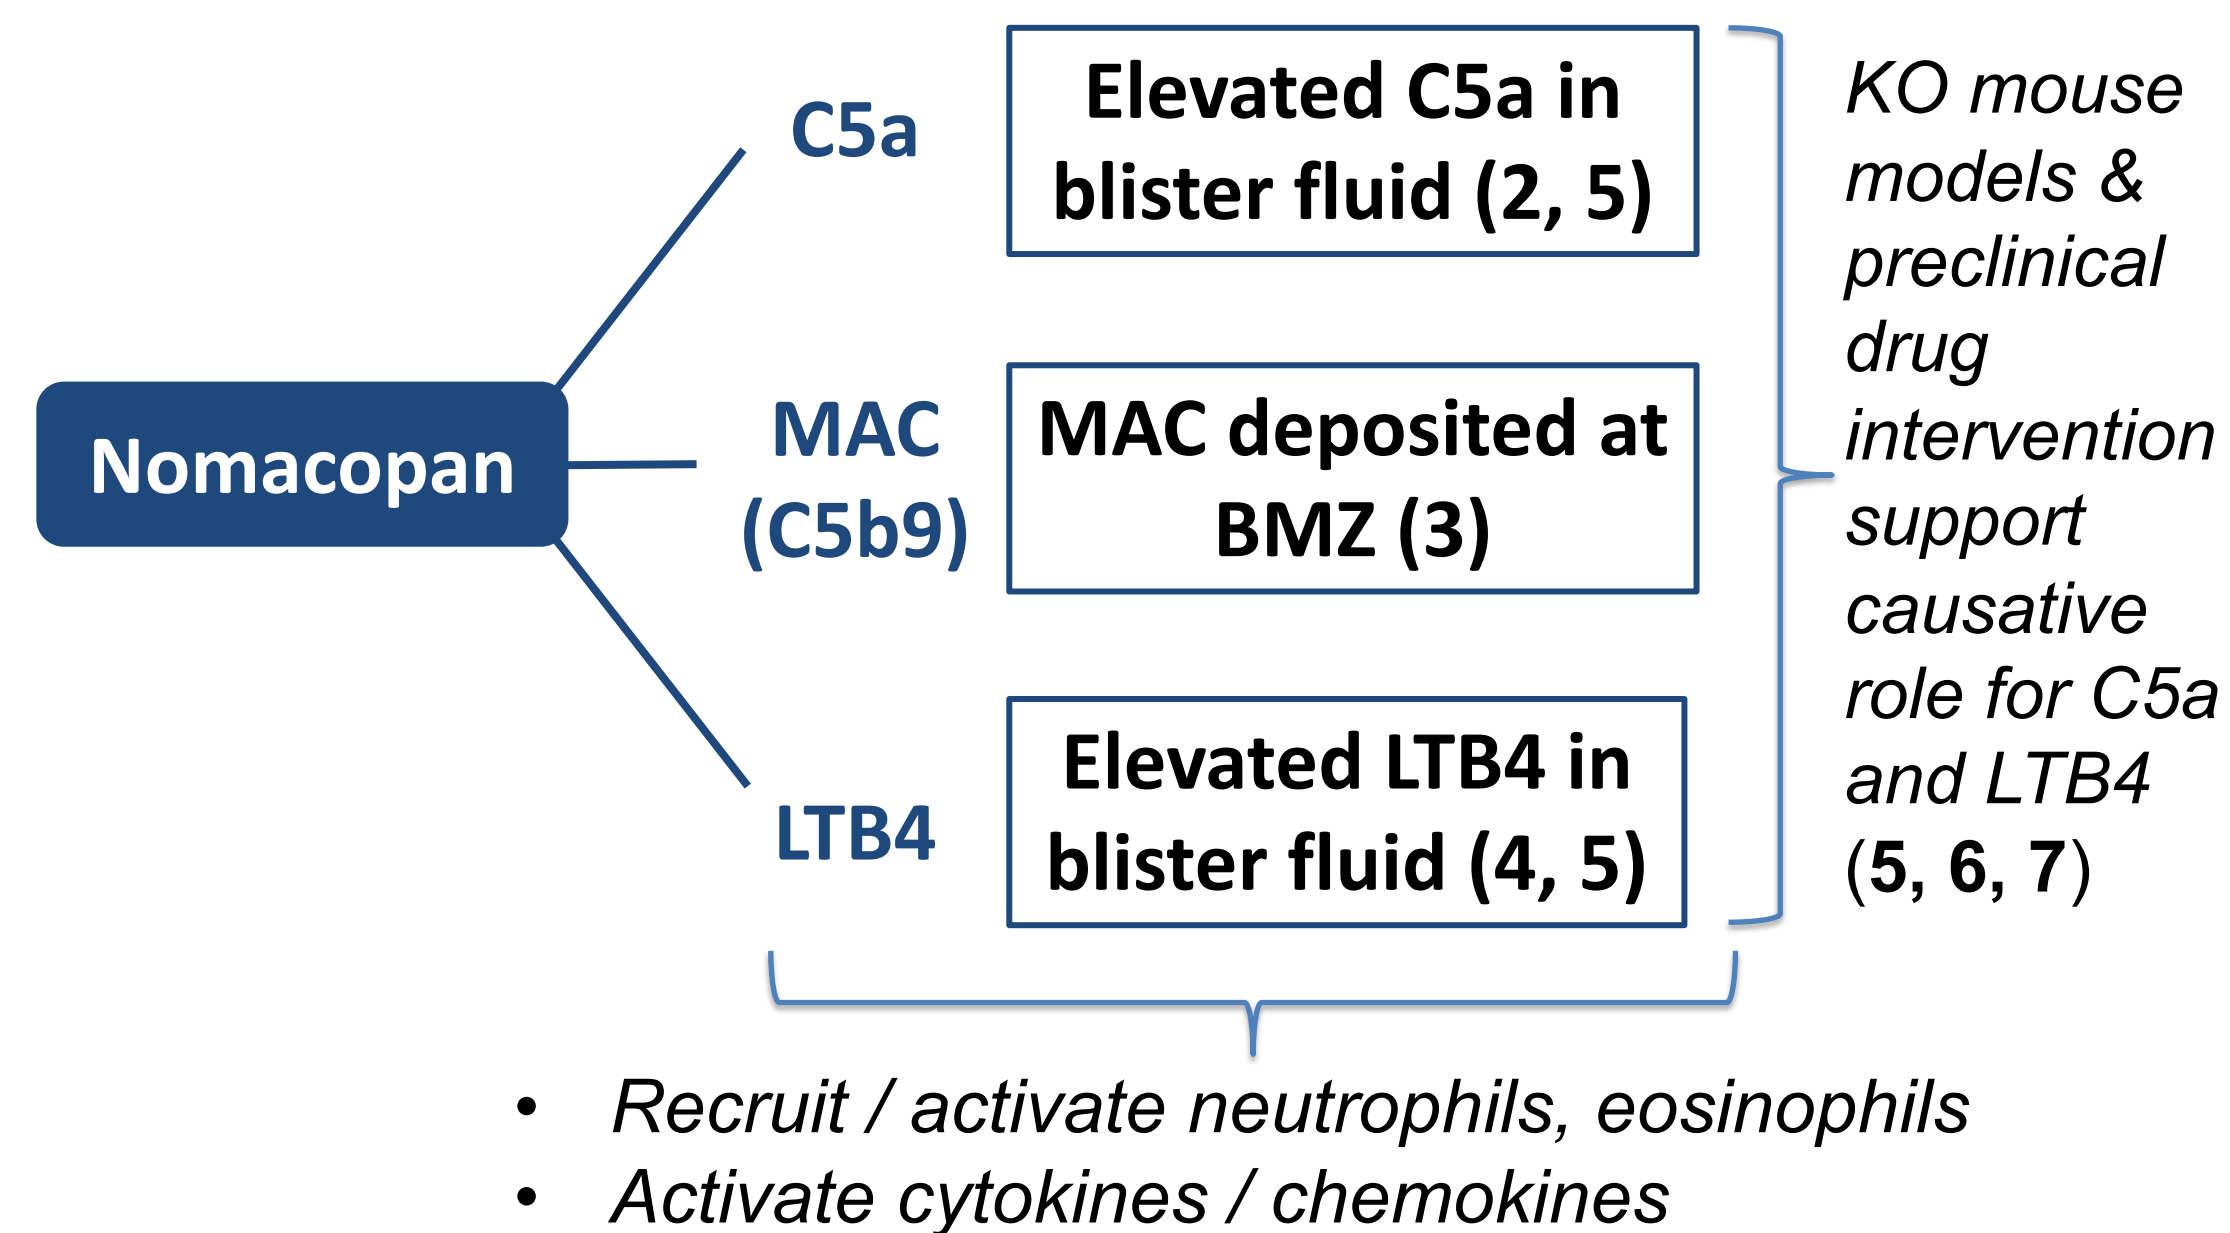 Nomacopan
C5a
Elevated C5a in
blister fluid (2, 5)
MAC
(C5b9)
MAC deposited at
BMZ (3)
LTB4
Elevated LTB4 in
blister fluid (4, 5)
KO mouse
models &
preclinical
drug
intervention
support
causative
role for C5a
and LTB4
(5, 6, 7)
• Recruit / activate neutrophils, eosinophils
• Activate cytokines / chemokines